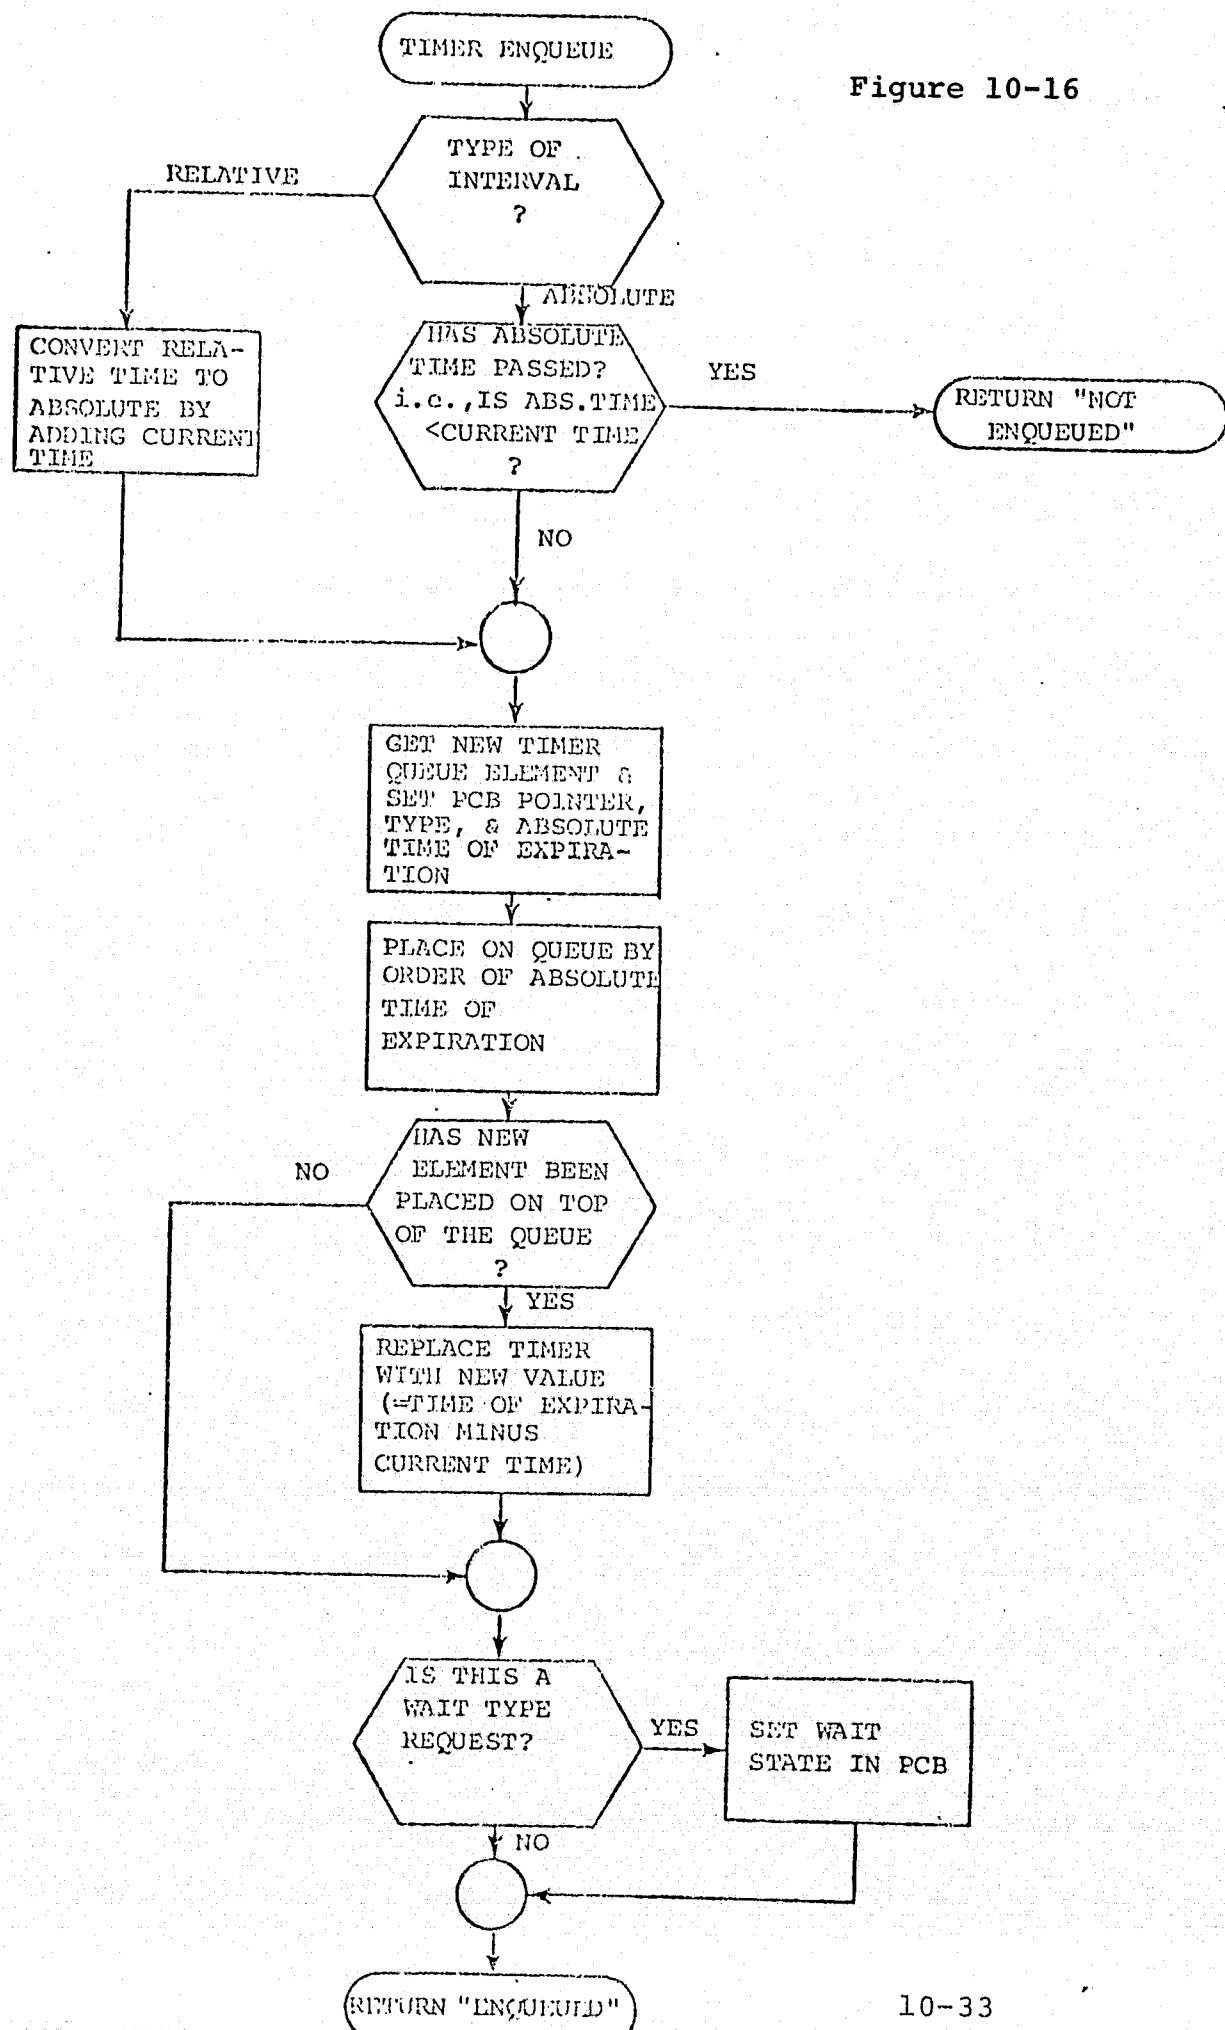 TIMER ENQUEUE
Figure 10-16
TYPE OF
INTERVAL
?
RELATIVE
ABSOLUTE
CONVERT RELA-
TIVE TIME TO
ABSOLUTE BY
ADDING CURRENT
TIME
HAS ABSOLUTE
TIME PASSED?
i.e.,IS ABS.TIME
<CURRENT TIME
?
YES
RETURN "NOT
ENQUEUED"
NO
GET NEW TIMER
QUEUE ELEMENT &
SET PCB POINTER,
TYPE, & ABSOLUTE
TIME OF EXPIRA-
TION
PLACE ON QUEUE BY
ORDER OF ABSOLUTE
TIME OF
EXPIRATION
HAS NEW
ELEMENT BEEN
PLACED ON TOP
OF THE QUEUE
?
NO
YES
REPLACE TIMER
WITH NEW VALUE
(=TIME OF EXPIRA-
TION MINUS
CURRENT TIME)
IS THIS A
WAIT TYPE
REQUEST?
YES
SET WAIT
STATE IN PCB
NO
RETURN "ENQUEUED"
10-33